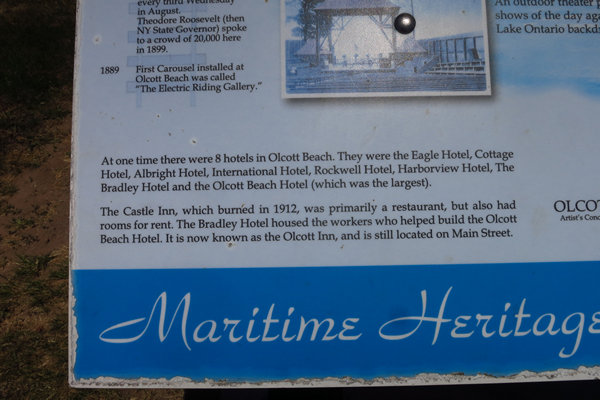 every third Wednesday
in August.
Theodore Roosevelt (then
NY State Governor) spoke
to a crowd of 20,000 here
in 1899.
1889 First Carousel installed at
Olcott Beach was called
"The Electric Riding Gallery."
An outdoor theater
shows of the day
Lake Ontario
At one time there were 8 hotels in Olcott Beach. They were the Eagle Hotel, Cottage
Hotel, Albright Hotel, International Hotel, Rockwell Hotel, Harborview Hotel, The
Bradley Hotel and the Olcott Beach Hotel (which was the largest).
The Castle Inn, which burned in 1912, was primarily a restaurant, but also had
rooms for rent. The Bradley Hotel housed the workers who helped build the Olcott
Beach Hotel. It is now known as the Olcott Inn, and is still located on Main Street.
Artist's
Maritime Heritage